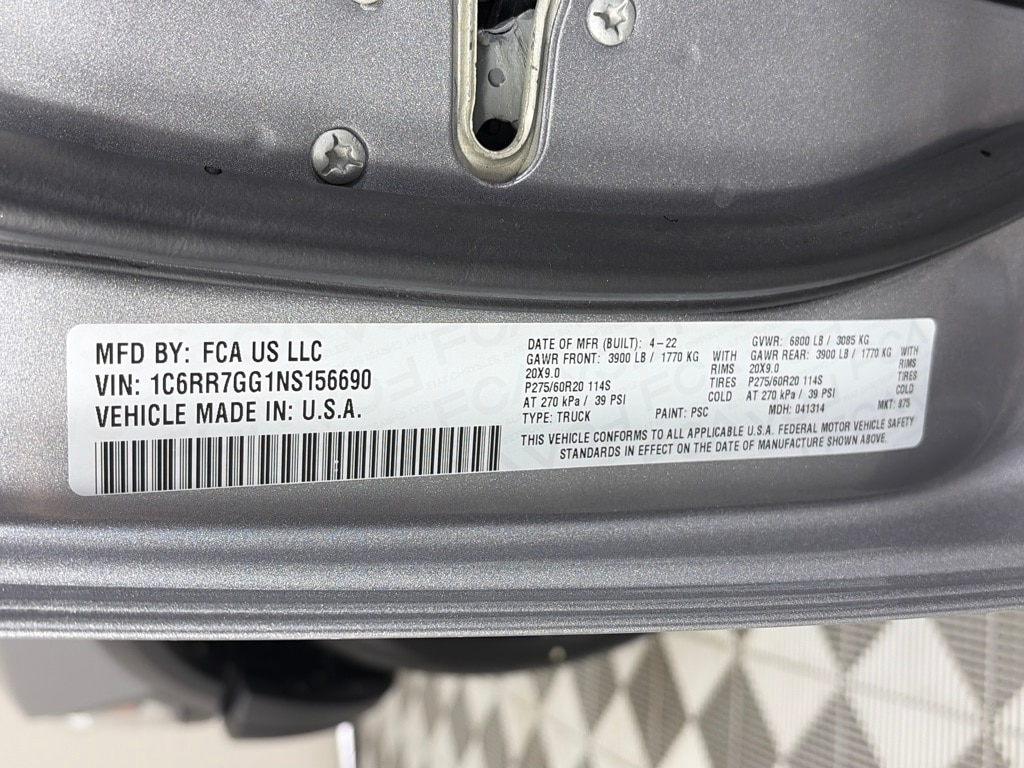 MFD BY: FCA US LLC
VIN: 1C6RR7GG1NS156690
VEHICLE MADE IN: U.S.A.
DATE OF MFR (BUILT): 4-22 GVWR: 6800 LB / 3085 KG
GAWR FRONT: 3900 LB / 1770 KG WITH GAWR REAR: 3900 LB / 1770 KG WITH
20X9.0 RIMS 20X9.0 RIMS
P275/60R20 114S TIRES P275/60R20 114S TIRES
AT 270 kPa / 39 PSI COLD AT 270 kPa / 39 PSI COLD
TYPE: TRUCK PAINT: PSC MDH: 041314 MKT: 975
THIS VEHICLE CONFORMS TO ALL APPLICABLE U.S.A. FEDERAL MOTOR VEHICLE SAFETY
STANDARDS IN EFFECT ON THE DATE OF MANUFACTURE SHOWN ABOVE.